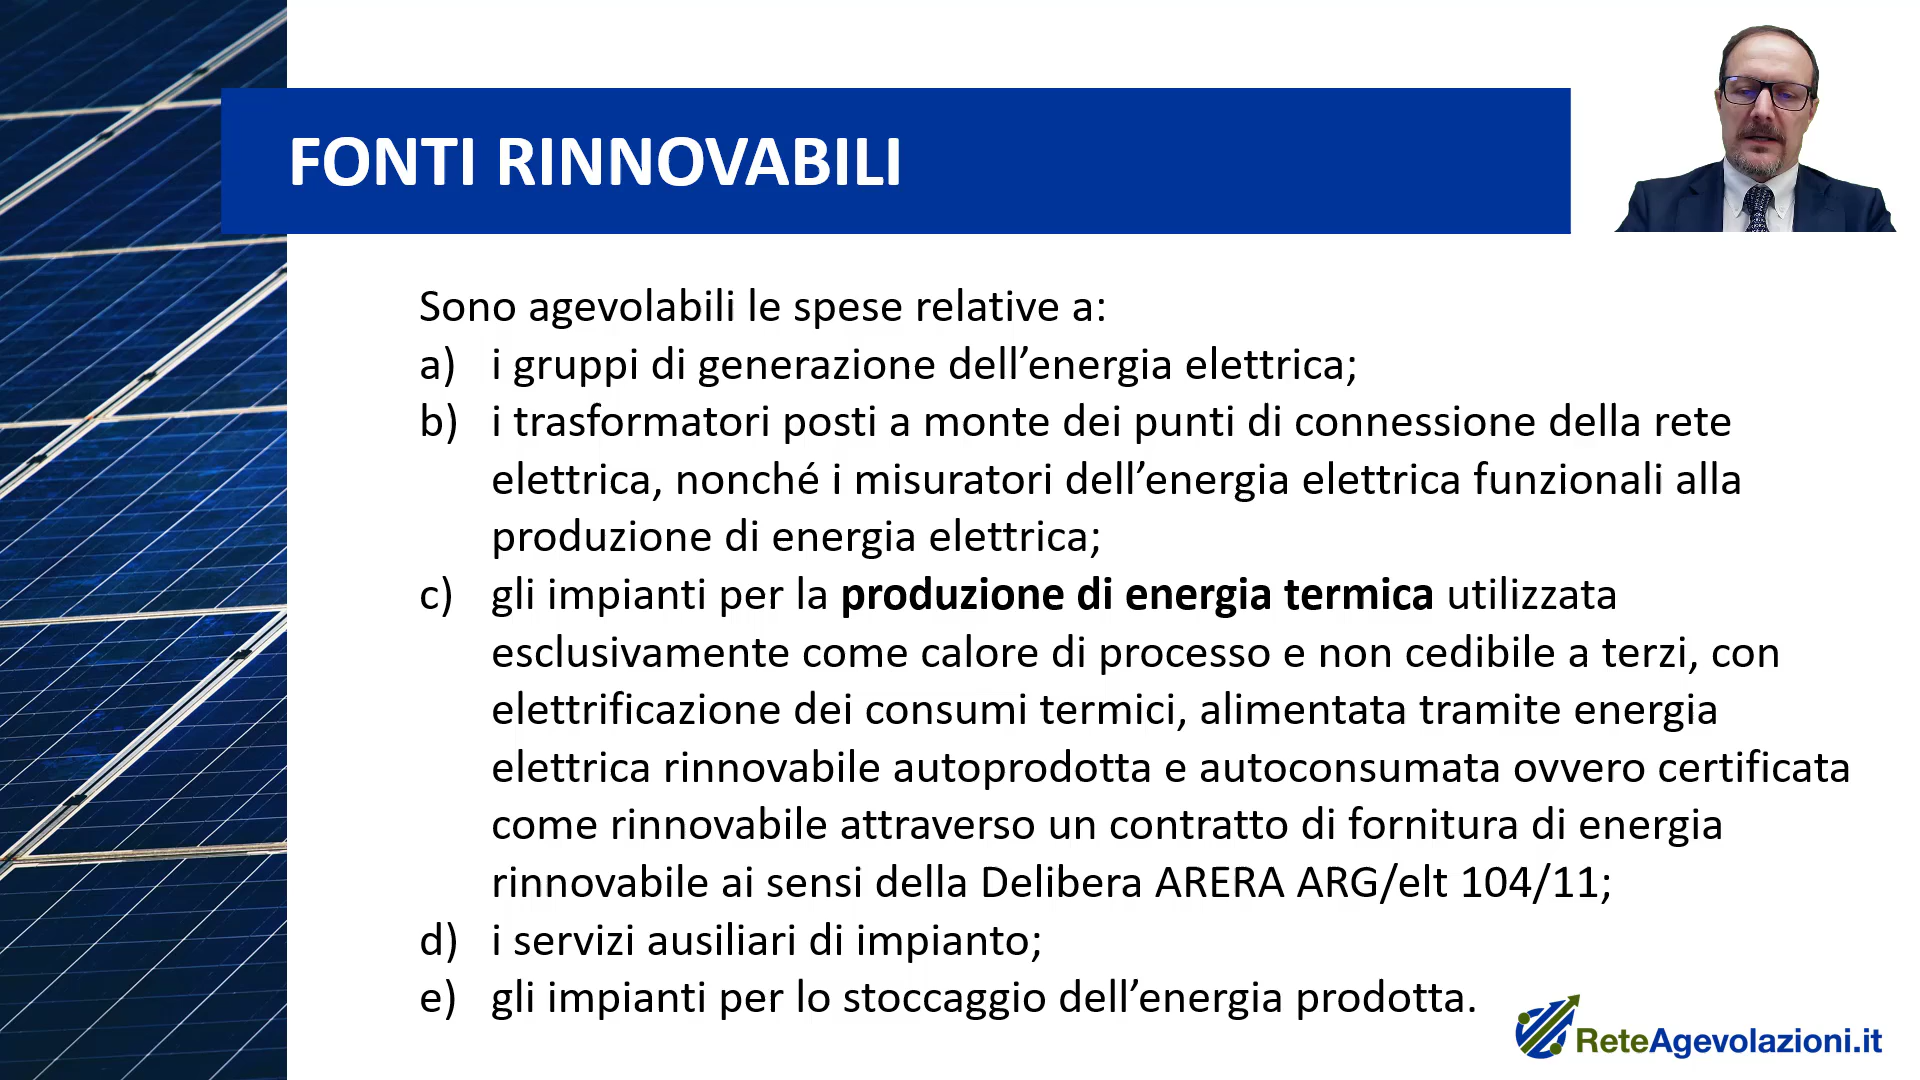 FONTI RINNOVABILI
Sono agevolabili le spese relative a:
a) i gruppi di generazione dell’energia elettrica;
b) i trasformatori posti a monte dei punti di connessione della rete
elettrica, nonché i misuratori dell’energia elettrica funzionali alla
produzione di energia elettrica;
c) gli impianti per la produzione di energia termica utilizzata
esclusivamente come calore di processo e non cedibile a terzi, con
elettrificazione dei consumi termici, alimentata tramite energia
elettrica rinnovabile autoprodotta e autoconsumata ovvero certificata
come rinnovabile attraverso un contratto di fornitura di energia
rinnovabile ai sensi della Delibera ARERA ARG/elt 104/11;
d) i servizi ausiliari di impianto;
e) gli impianti per lo stoccaggio dell’energia prodotta.
ReteAgevolazioni.it